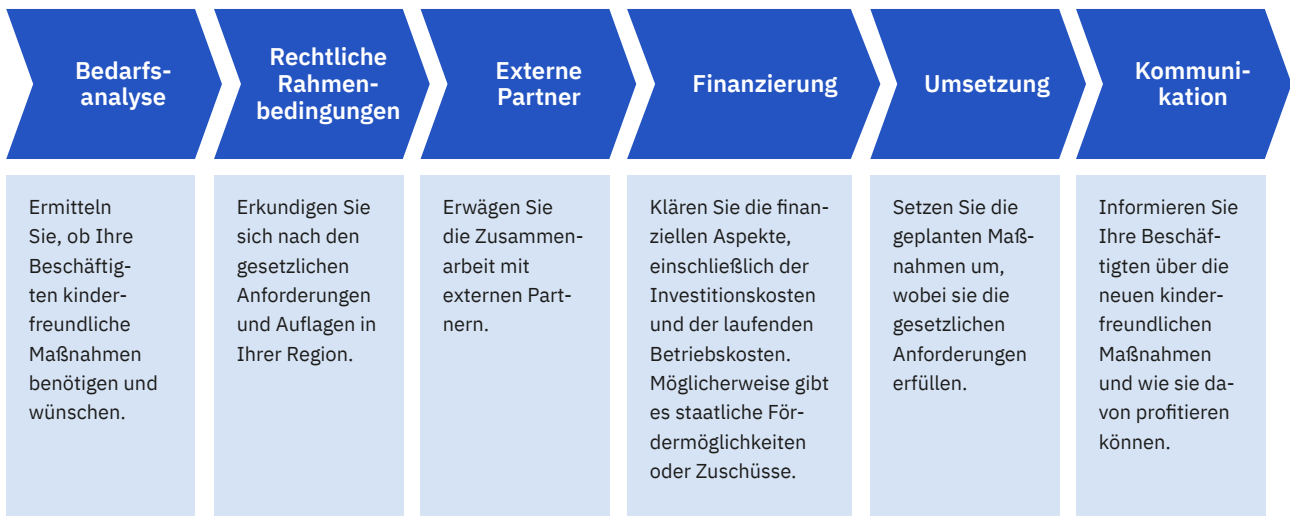 Bedarfs-
analyse
Rechtliche
Rahmen-
bedingungen
Externe
Partner
Finanzierung
Umsetzung
Kommuni-
kation
Ermitteln
Sie, ob Ihre
Beschäftig-
ten kinder-
freundliche
Maßnahmen
benötigen und
wünschen.
Erkundigen Sie
sich nach den
gesetzlichen
Anforderungen
und Auflagen in
Ihrer Region.
Erwägen Sie
die Zusammen-
arbeit mit
externen Part-
nern.
Klären Sie die finan-
ziellen Aspekte,
einschließlich der
Investitionskosten
und der laufenden
Betriebskosten.
Möglicherweise gibt
es staatliche För-
dermöglichkeiten
oder Zuschüsse.
Setzen Sie die
geplanten Maß-
nahmen um,
wobei sie die
gesetzlichen
Anforderungen
erfüllen.
Informieren Sie
Ihre Beschäf-
tigten über die
neuen kinder-
freundlichen
Maßnahmen
und wie sie da-
von profitieren
können.